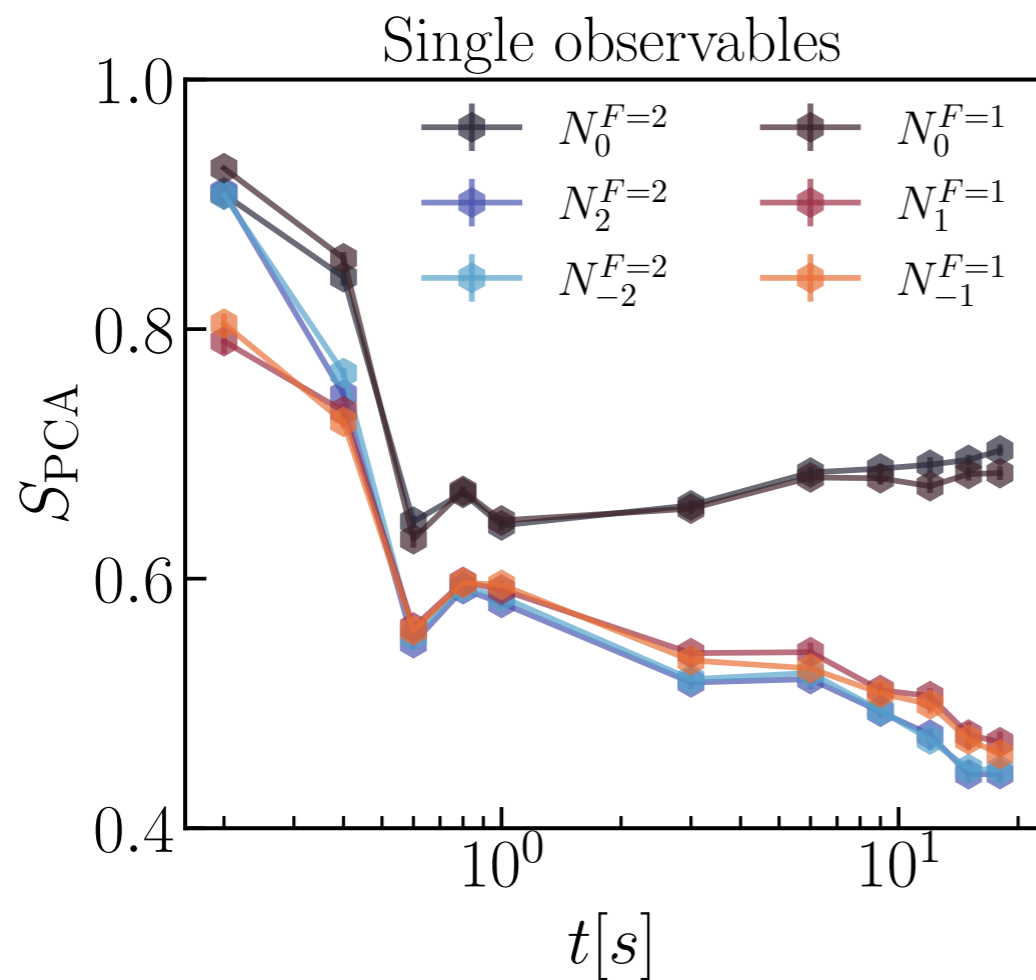 Single observables
1.0
0.8
0.6
0.4
S_PCA
N_0^{F=2}
N_2^{F=2}
N_{-2}^{F=2}
N_0^{F=1}
N_1^{F=1}
N_{-1}^{F=1}
10^0
10^1
t[s]